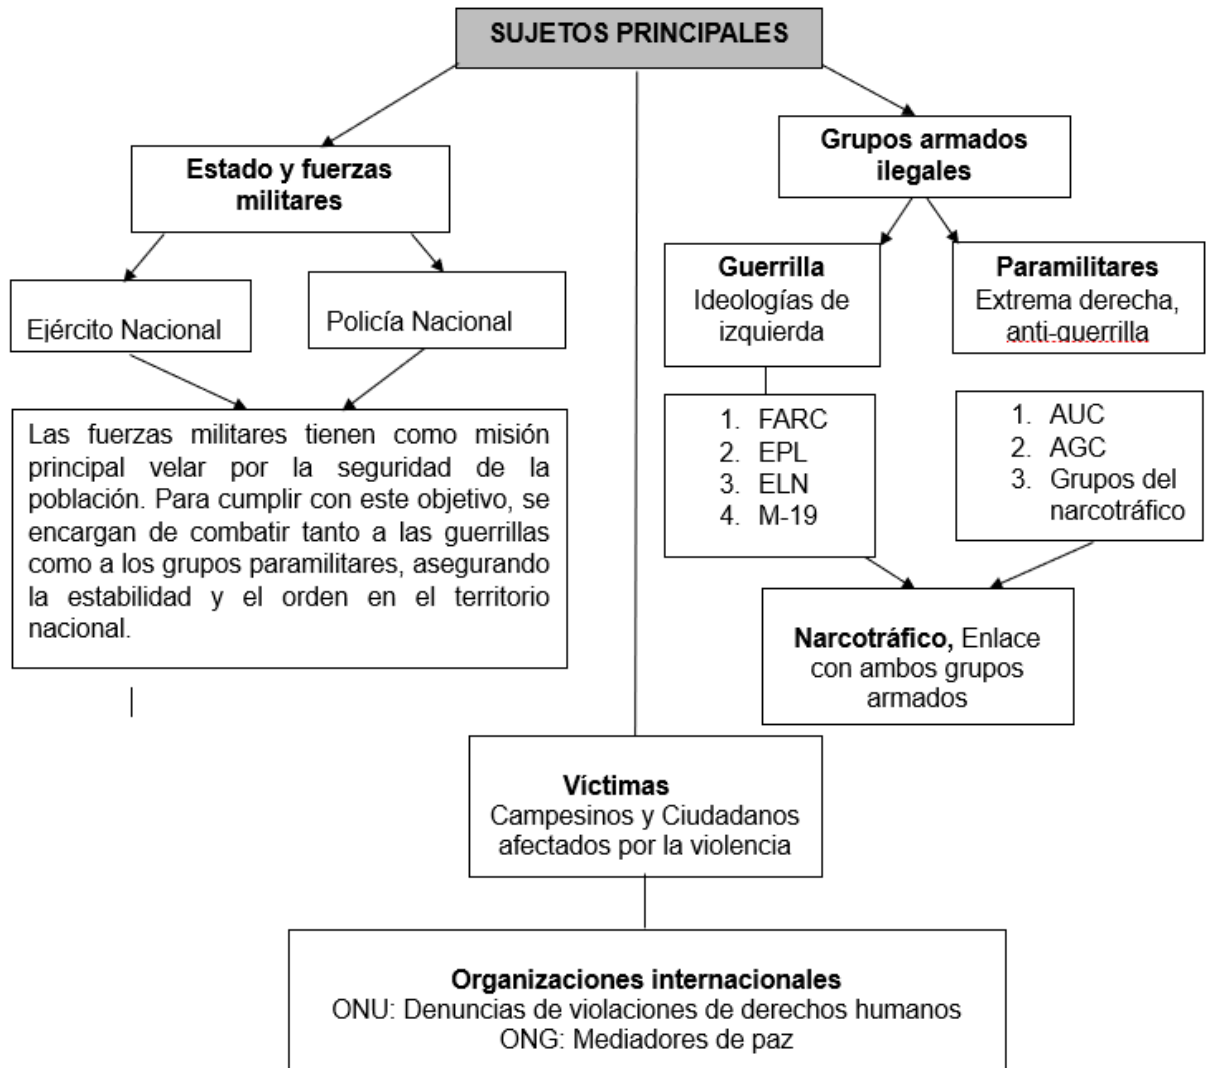 SUJETOS PRINCIPALES
Estado y fuerzas
militares
Ejército Nacional
Policía Nacional
Las fuerzas militares tienen como misión
principal velar por la seguridad de la
población. Para cumplir con este objetivo, se
encargan de combatir tanto a las guerrillas
como a los grupos paramilitares, asegurando
la estabilidad y el orden en el territorio
nacional.
Grupos armados
ilegales
Guerrilla
Ideologías de
izquierda
Paramilitares
Extrema derecha,
anti-guerrilla
1. FARC
2. EPL
3. ELN
4. M-19
1. AUC
2. AGC
3. Grupos del
narcotráfico
Narcotráfico, Enlace
con ambos grupos
armados
Víctimas
Campesinos y Ciudadanos
afectados por la violencia
Organizaciones internacionales
ONU: Denuncias de violaciones de derechos humanos
ONG: Mediadores de paz